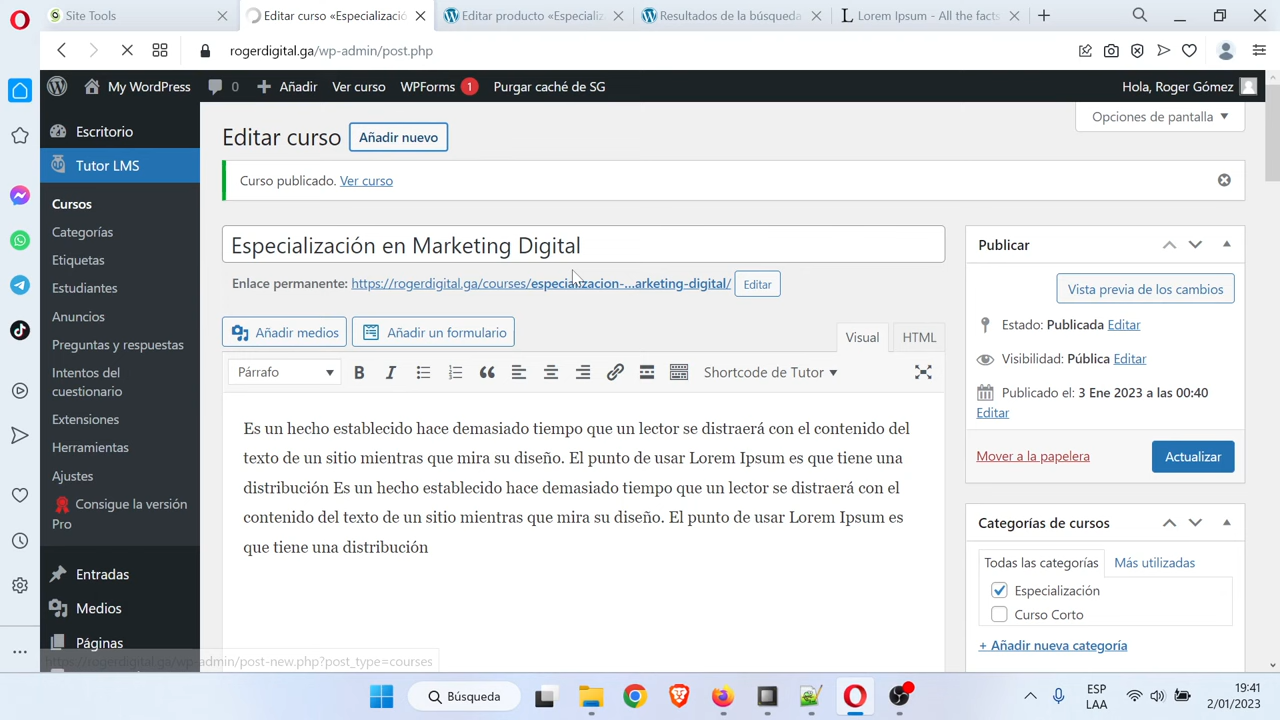 Site Tools
Editar curso «Especializació
Editar producto «Especializ
Resultados de la búsqueda
Lorem Ipsum - All the facts
rogerdigital.ga/wp-admin/post.php
My WordPress
0
Añadir
Ver curso
WPForms
1
Purgar caché de SG
Hola, Roger Gómez
Escritorio
Tutor LMS
Cursos
Categorías
Etiquetas
Estudiantes
Anuncios
Preguntas y respuestas
Intentos del
cuestionario
Extensiones
Herramientas
Ajustes
Consigue la versión
Pro
Entradas
Medios
Páginas
Opciones de pantalla
Editar curso
Añadir nuevo
Curso publicado. Ver curso
Especialización en Marketing Digital
Enlace permanente: https://rogerdigital.ga/courses/especializacion-...arketing-digital/
Editar
Añadir medios
Añadir un formulario
Visual
HTML
Párrafo
Shortcode de Tutor
Es un hecho establecido hace demasiado tiempo que un lector se distraerá con el contenido del
texto de un sitio mientras que mira su diseño. El punto de usar Lorem Ipsum es que tiene una
distribución Es un hecho establecido hace demasiado tiempo que un lector se distraerá con el
contenido del texto de un sitio mientras que mira su diseño. El punto de usar Lorem Ipsum es
que tiene una distribución
Publicar
Vista previa de los cambios
Estado: Publicada Editar
Visibilidad: Pública Editar
Publicado el: 3 Ene 2023 a las 00:40
Editar
Mover a la papelera
Actualizar
Categorías de cursos
Todas las categorías
Más utilizadas
Especialización
Curso Corto
+ Añadir nueva categoría
https://rogerdigital.ga/wp-admin/post-new.php?post_type=courses
Búsqueda
ESP
LAA
19:41
2/01/2023